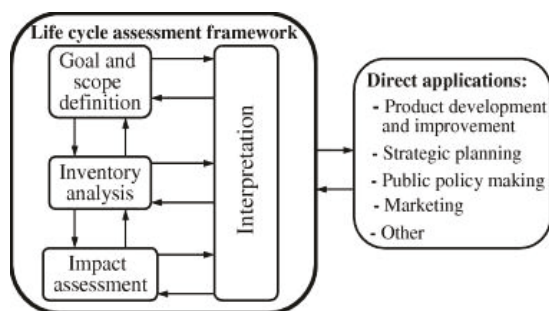 Life cycle assessment framework
Goal and
scope
definition
Inventory
analysis
Impact
assessment
Interpretation
Direct applications:
- Product development
and improvement
- Strategic planning
- Public policy making
- Marketing
- Other